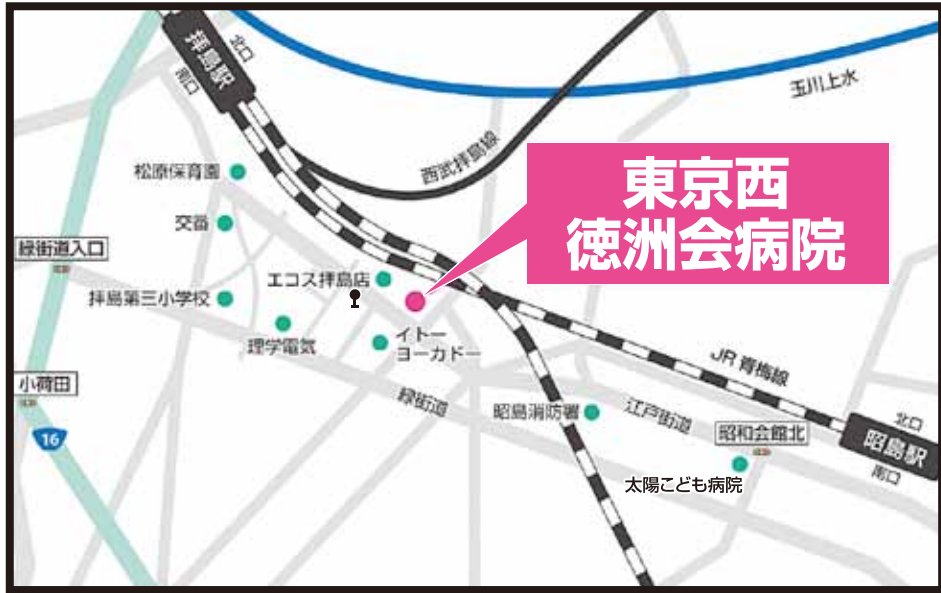 北口
拝島駅
南口
玉川上水
西武拝島線
東京西
徳洲会病院
松原保育園
交番
緑街道入口
エコス拝島店
拝島第三小学校
理学電気
イトー
ヨーカドー
JR 青梅線
小荷田
緑街道
昭島消防署
江戸街道
昭和会館北
北口
昭島駅
南口
16
太陽こども病院